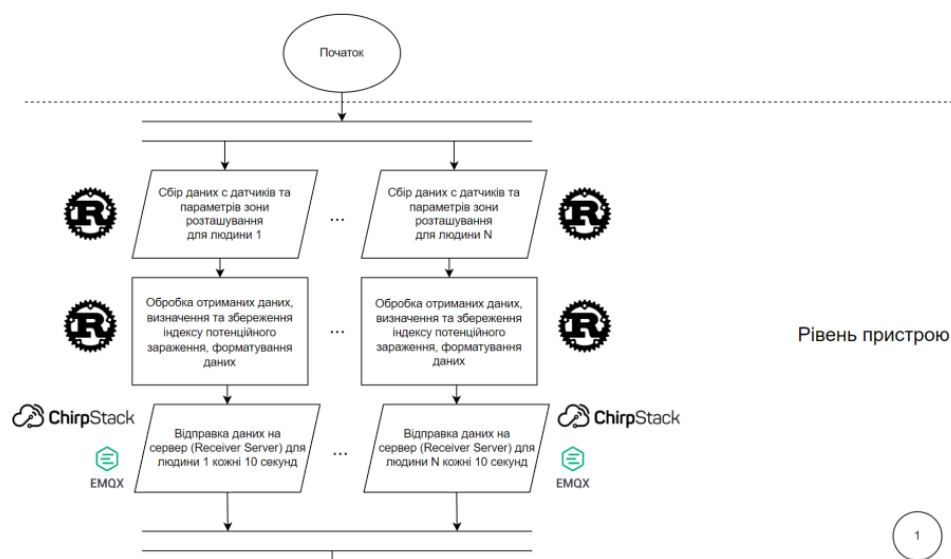 Початок
Сбір даних с датчиків та
параметрів зони
розташування
для людини 1
...
Сбір даних с датчиків та
параметрів зони
розташування
для людини N
Обробка отриманих даних,
визначення та збереження
індексу потенційного
зараження, форматування
даних
...
Обробка отриманих даних,
визначення та збереження
індексу потенційного
зараження, форматування
даних
Рівень пристрою
ChirpStack
EMQX
Відправка даних на
сервер (Receiver Server) для
людини 1 кожні 10 секунд
...
Відправка даних на
сервер (Receiver Server) для
людини N кожні 10 секунд
ChirpStack
EMQX
1